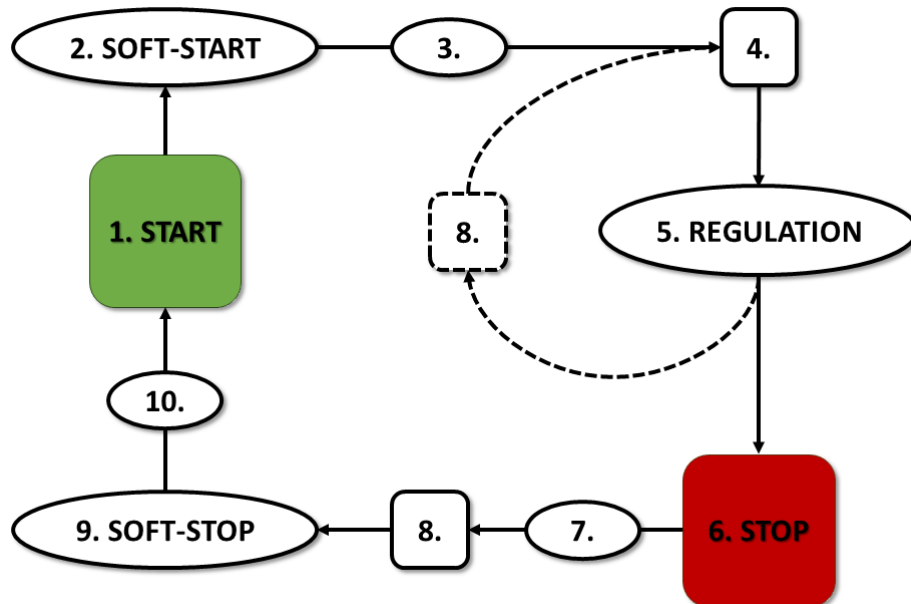 2. SOFT-START
3.
4.
1. START
8.
5. REGULATION
10.
9. SOFT-STOP
8.
7.
6. STOP